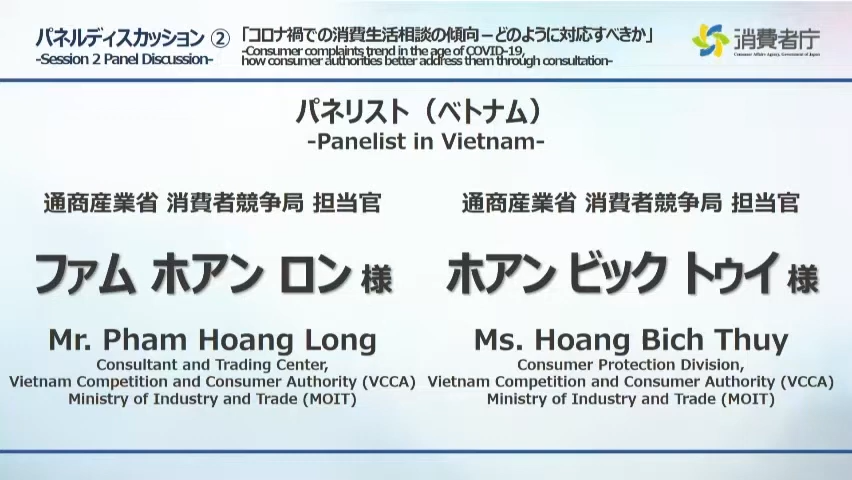 パネルディスカッション ②
-Session 2 Panel Discussion-
「コロナ禍での消費生活相談の傾向－どのように対応すべきか」
-Consumer complaints trend in the age of COVID-19,
how consumer authorities better address them through consultation-
消費者庁
Consumer Affairs Agency, Government of Japan
パネリスト（ベトナム）
-Panelist in Vietnam-
通商産業省 消費者競争局 担当官
ファム ホアン ロン 様
Mr. Pham Hoang Long
Consultant and Trading Center,
Vietnam Competition and Consumer Authority (VCCA)
Ministry of Industry and Trade (MOIT)
通商産業省 消費者競争局 担当官
ホアン ビック トゥイ 様
Ms. Hoang Bich Thuy
Consumer Protection Division,
Vietnam Competition and Consumer Authority (VCCA)
Ministry of Industry and Trade (MOIT)